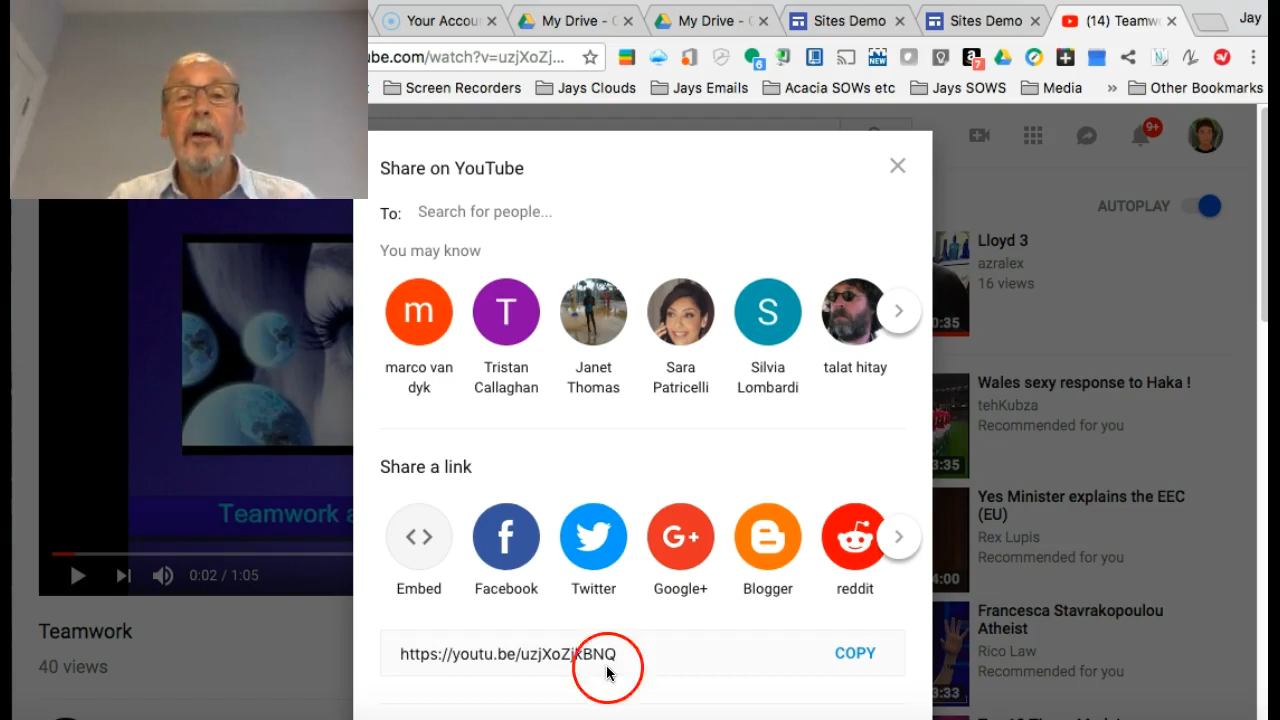 Your Accou
My Drive - G
My Drive - G
Sites Demo
Sites Demo
(14) Teamw
Jay
be.com/watch?v=uzjXoZj...
6
NEW
a
7
Screen Recorders
Jays Clouds
Jays Emails
Acacia SOWs etc
Jays SOWS
Media
»
Other Bookmarks
9+
Share on YouTube
To: Search for people...
You may know
m
T
S
marco van
dyk
Tristan
Callaghan
Janet
Thomas
Sara
Patricelli
Silvia
Lombardi
talat hitay
Share a link
f
G+
Embed
Facebook
Twitter
Google+
Blogger
reddit
https://youtu.be/uzjXoZjkBNQ
COPY
Teamwork a
0:02 / 1:05
Teamwork
40 views
AUTOPLAY
Lloyd 3
azralex
16 views
0:35
Wales sexy response to Haka !
tehKubza
Recommended for you
3:35
Yes Minister explains the EEC
(EU)
Rex Lupis
Recommended for you
4:00
Francesca Stavrakopoulou
Atheist
Rico Law
Recommended for you
3:33